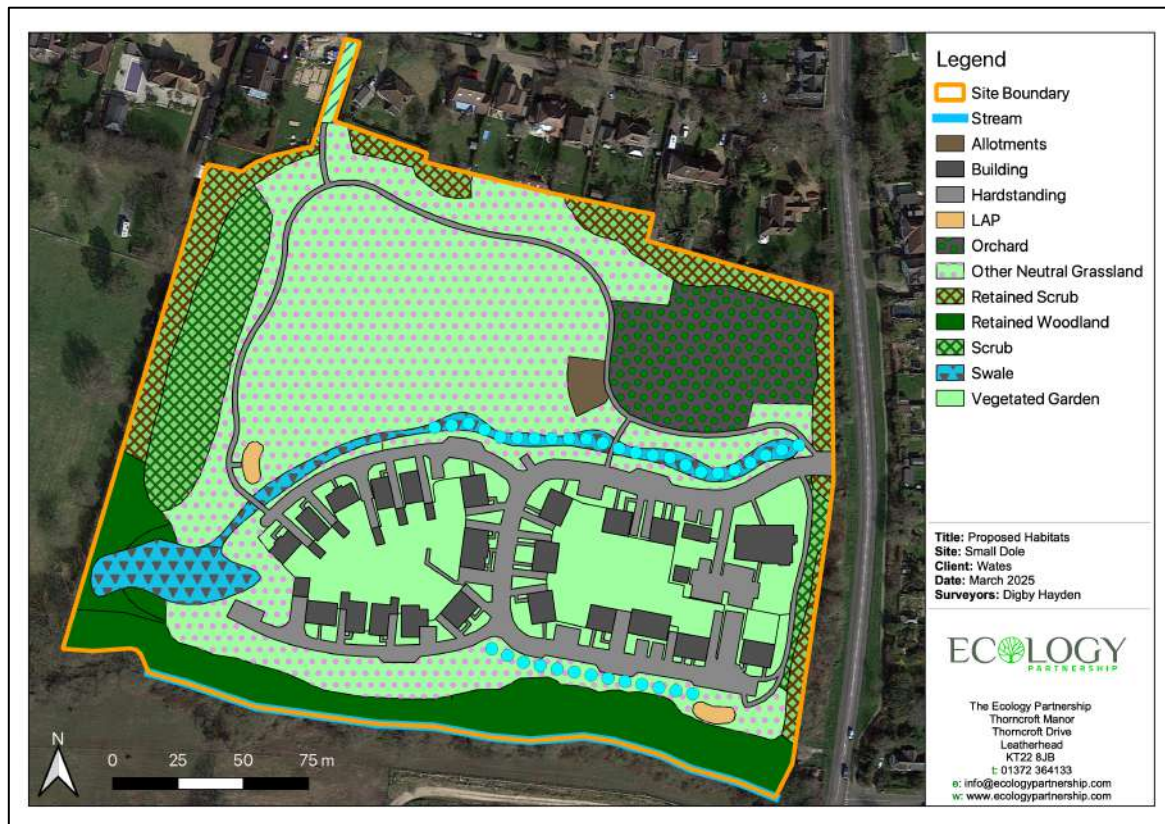 Legend
Site Boundary
Stream
Allotments
Building
Hardstanding
LAP
Orchard
Other Neutral Grassland
Retained Scrub
Retained Woodland
Scrub
Swale
Vegetated Garden
Title: Proposed Habitats
Site: Small Dole
Client: Wates
Date: March 2025
Surveyors: Digby Hayden
ECOLOGY
PARTNERSHIP
The Ecology Partnership
Thorncroft Manor
Thorncroft Drive
Leatherhead
KT22 8JB
t: 01372 364133
e: info@ecologypartnership.com
w: www.ecologypartnership.com
N
0 25 50 75 m